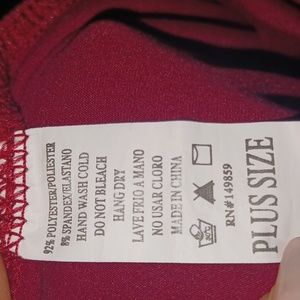 92% POLYESTER/POLIESTER
8% SPANDEX/ELASTANO
HAND WASH COLD
DO NOT BLEACH
HANG DRY
LAVE FRIO A MANO
NO USAR CLORO
MADE IN CHINA
30℃
RN#149859
PLUS SIZE